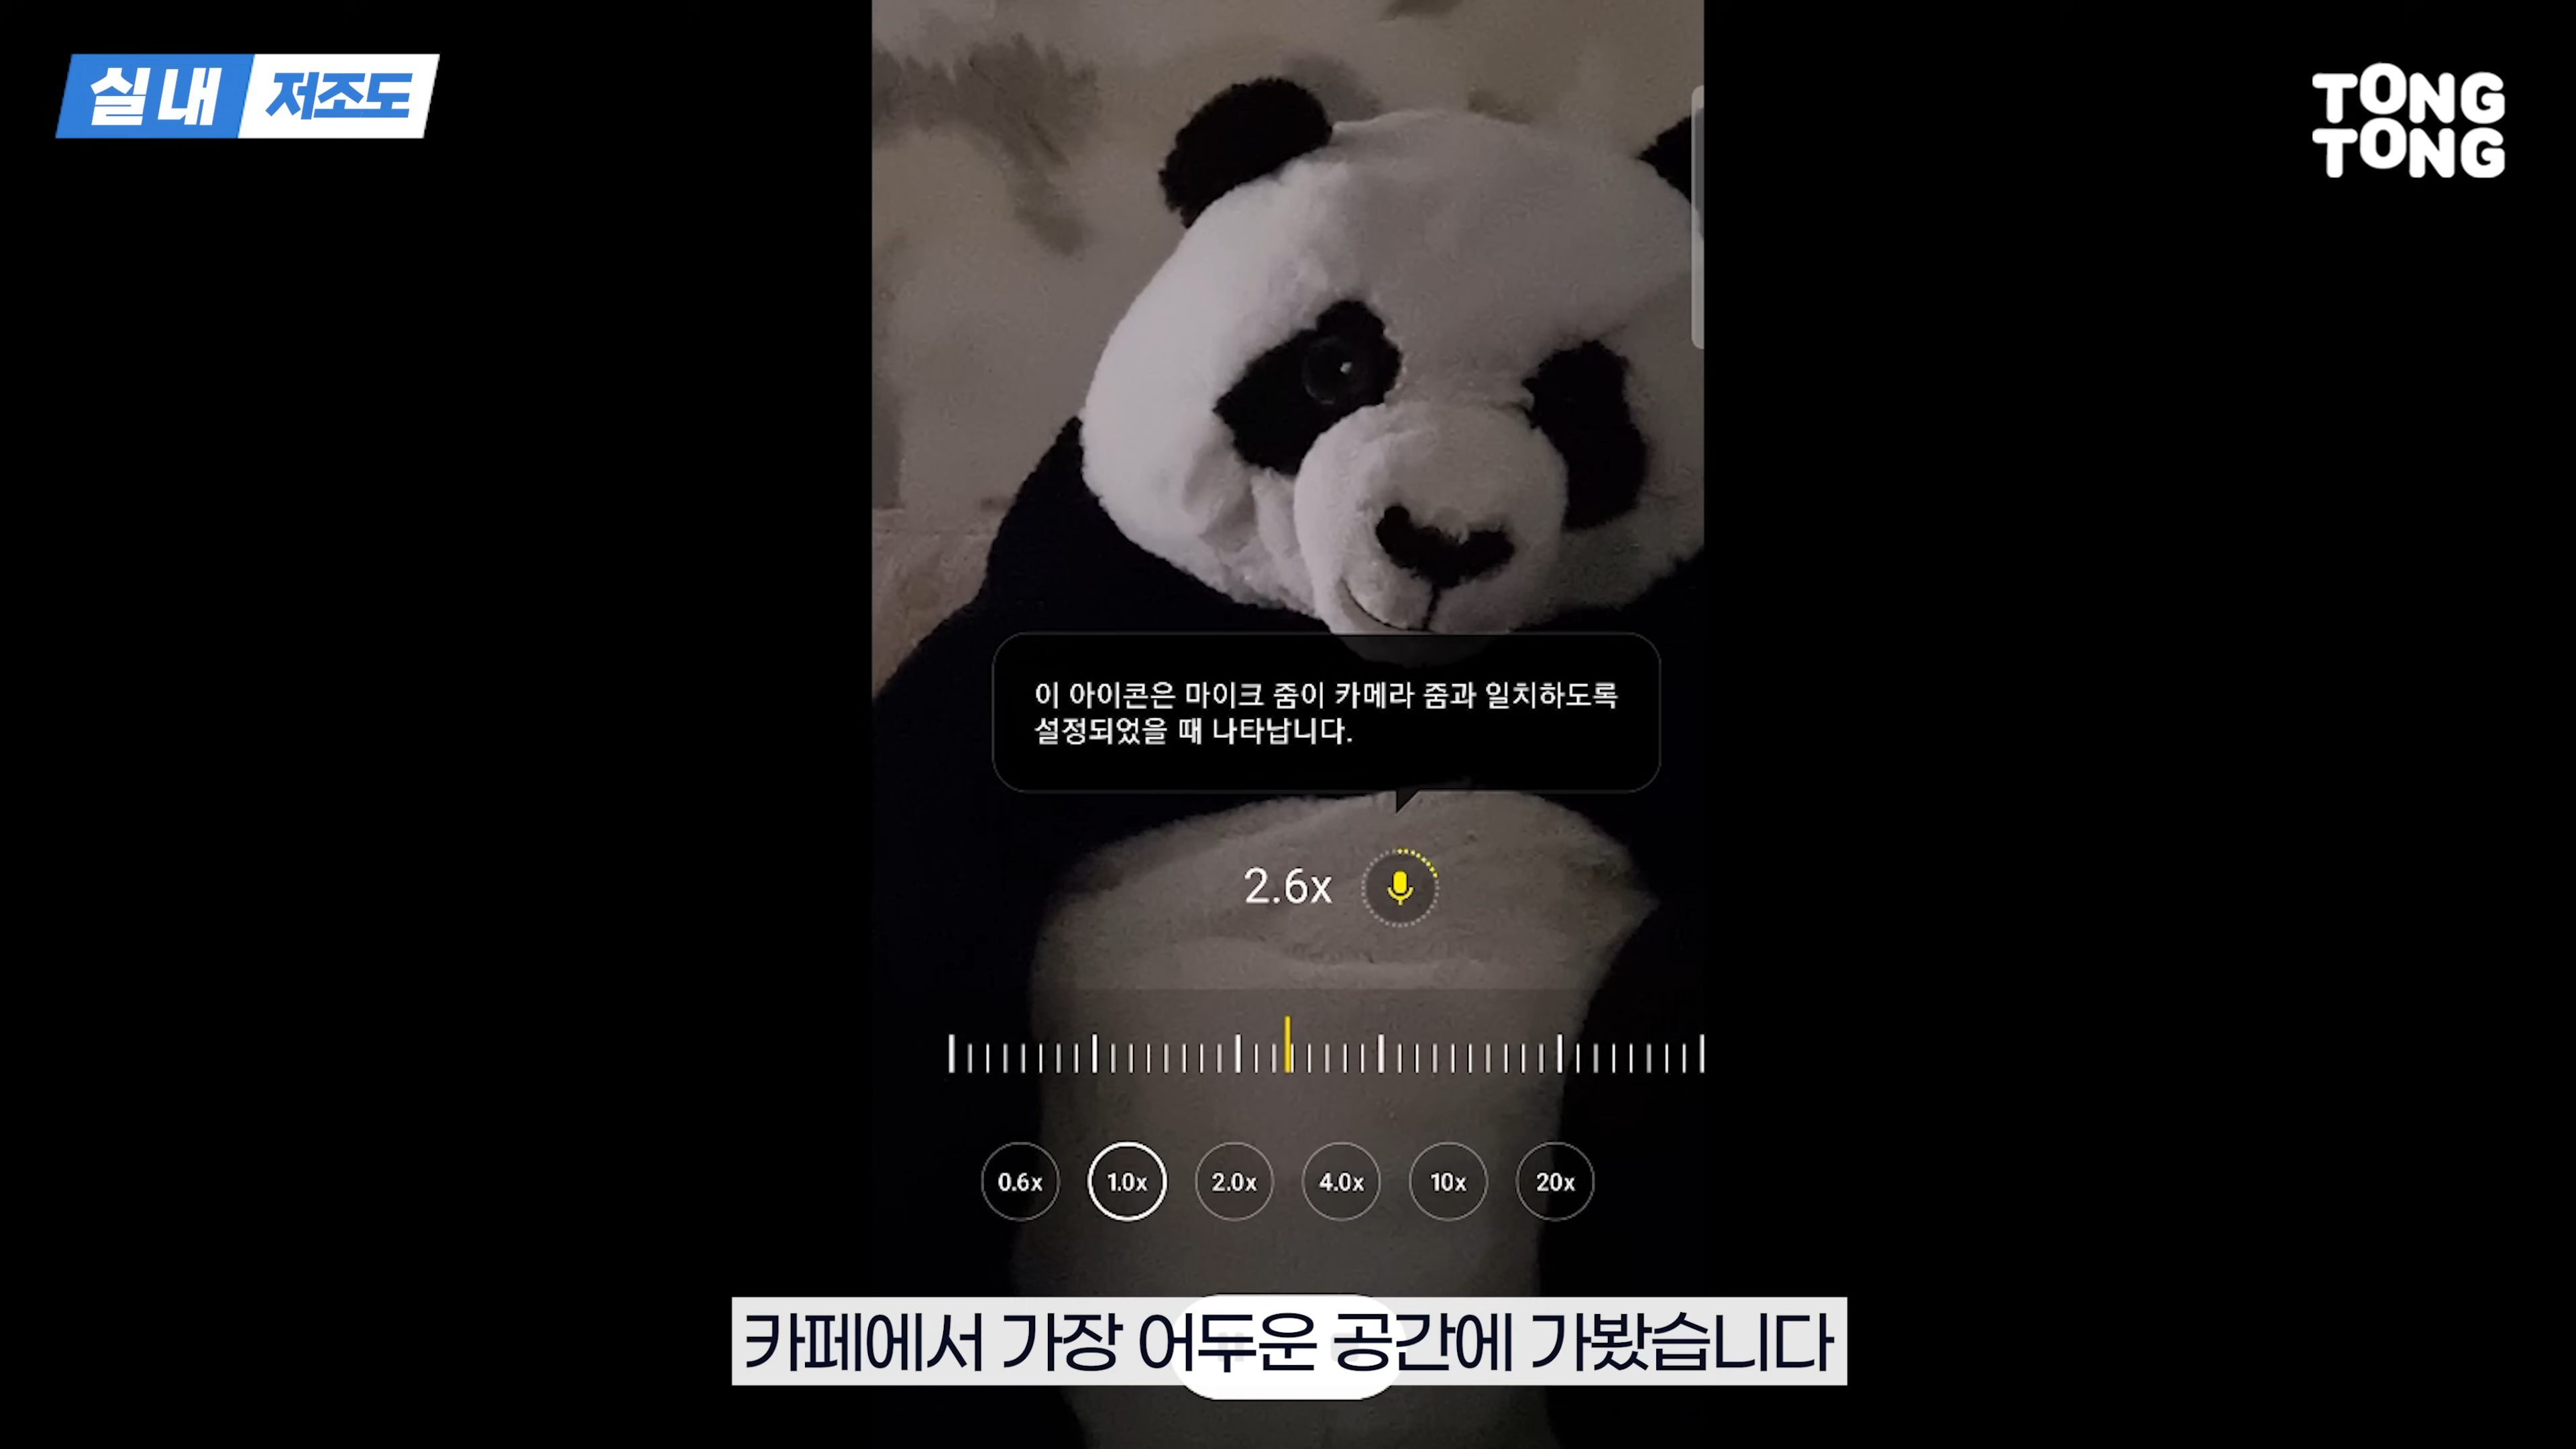 실내 저조도
TONG
TONG
이 아이콘은 마이크 줌이 카메라 줌과 일치하도록
설정되었을 때 나타납니다.
2.6x
0.6x 1.0x 2.0x 4.0x 10x 20x
카페에서 가장 어두운 공간에 가봤습니다